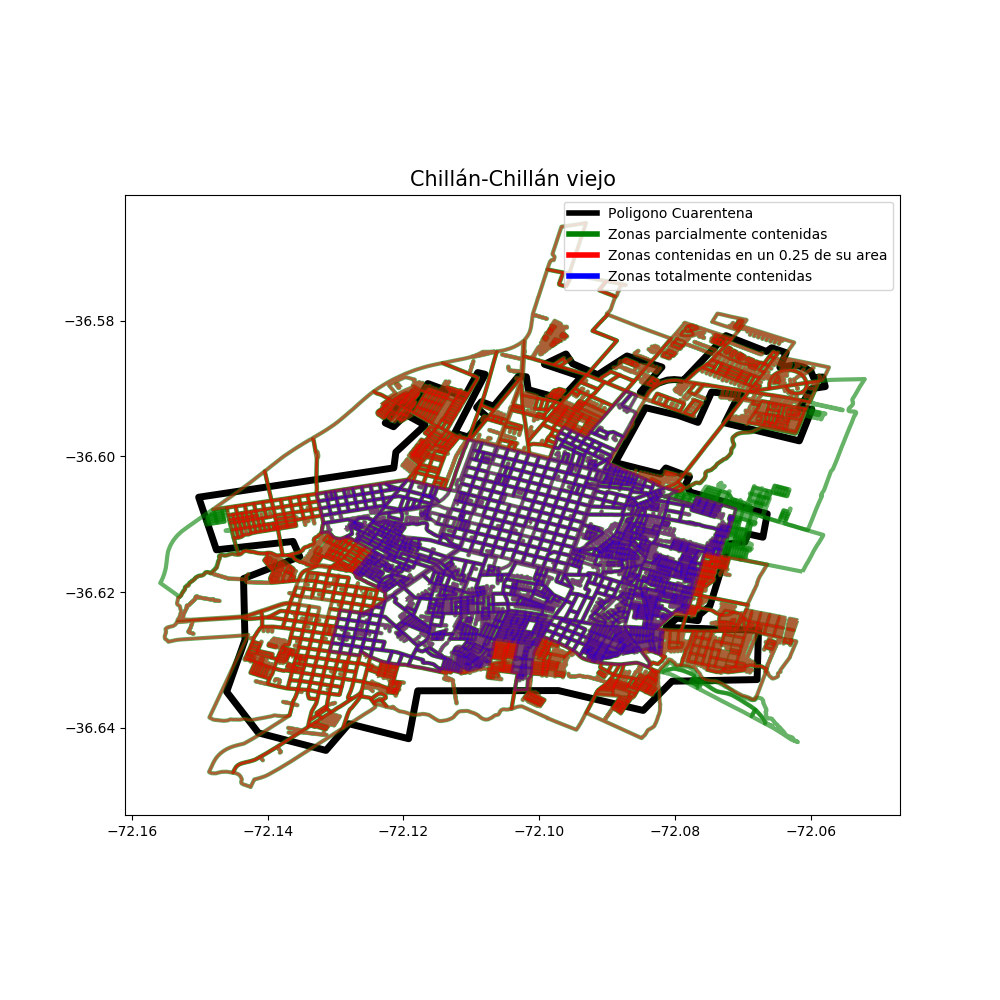 Chillán-Chillán viejo
Poligono Cuarentena
Zonas parcialmente contenidas
Zonas contenidas en un 0.25 de su area
Zonas totalmente contenidas
−36.58
−36.60
−36.62
−36.64
−72.16
−72.14
−72.12
−72.10
−72.08
−72.06